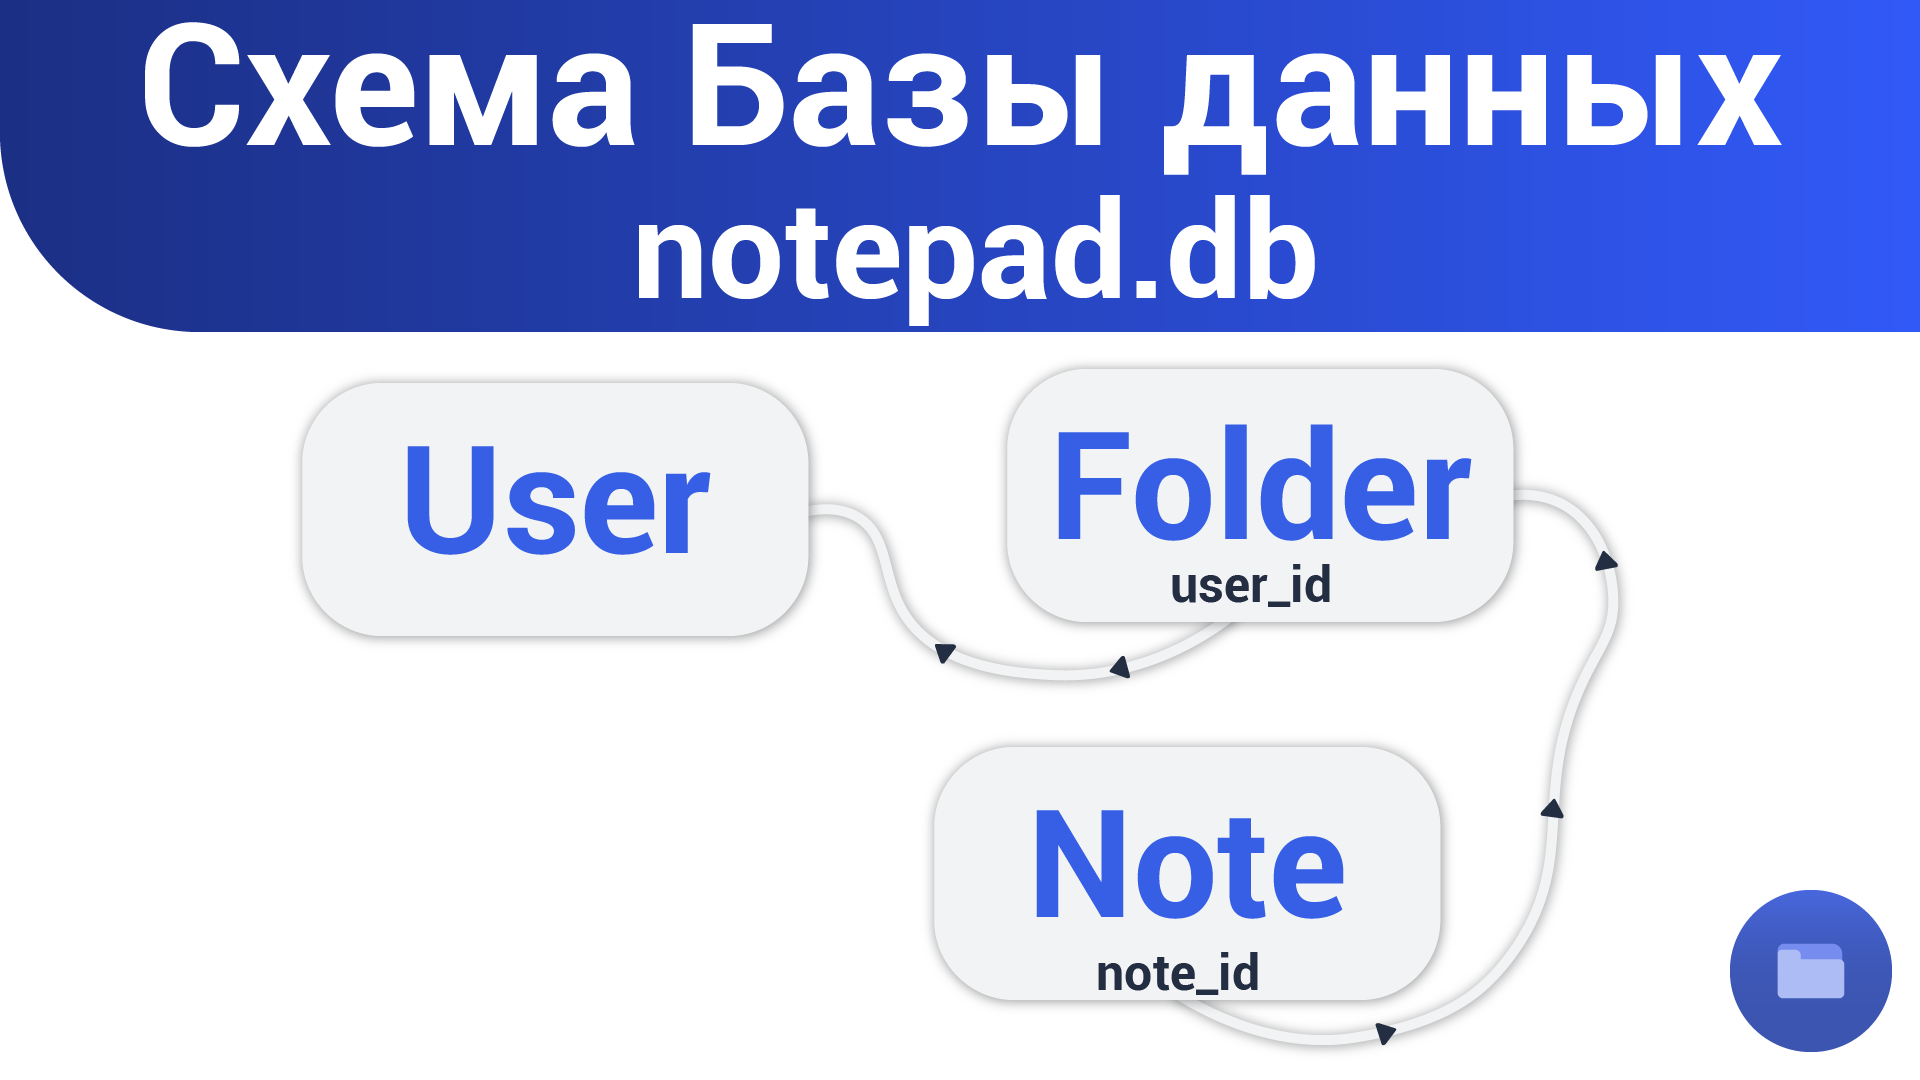 Схема Базы данных
notepad.db
User
Folder
user_id
Note
note_id